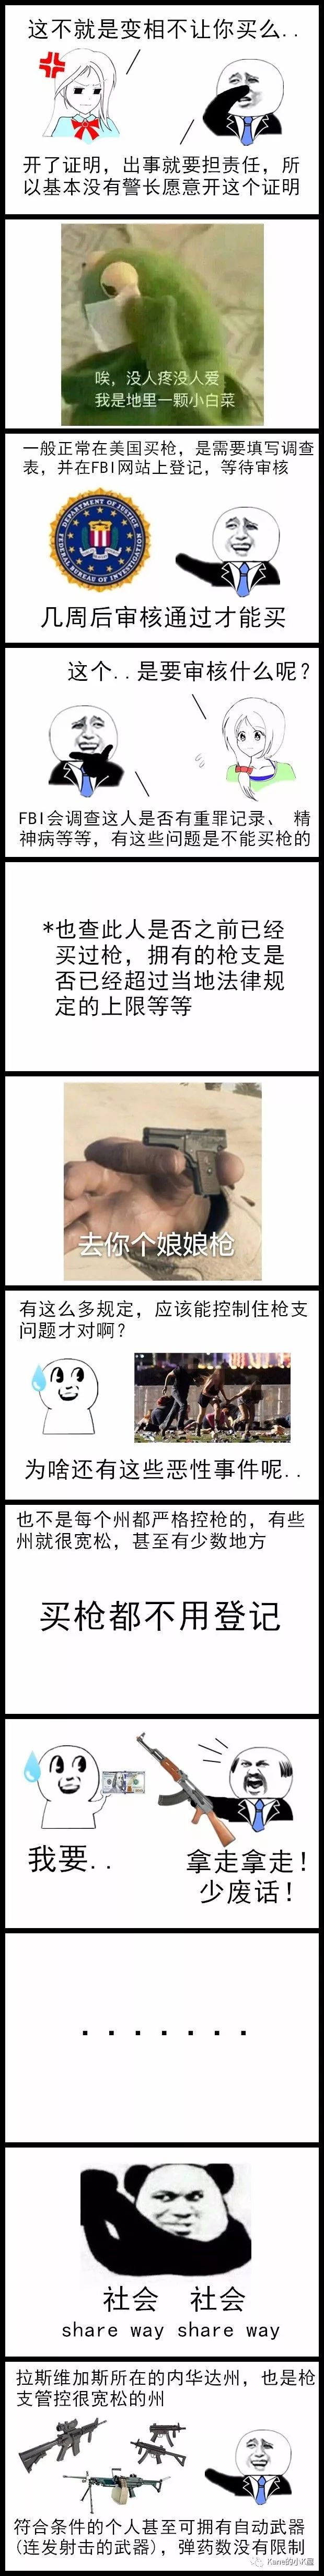 这不就是变相不让你买么..
开了证明，出事就要担责任，所
以基本没有警长愿意开这个证明
唉，没人疼没人爱
我是地里一颗小白菜
一般正常在美国买枪，是需要填写调查
表，并在FBI网站上登记，等待审核
DEPARTMENT OF JUSTICE
FEDERAL BUREAU OF INVESTIGATION
几周后审核通过才能买
这个..是要审核什么呢？
FBI会调查这人是否有重罪记录、 精
神病等等，有这些问题是不能买枪的
*也查此人是否之前已经
买过枪，拥有的枪支是
否已经超过当地法律规
定的上限等等
去你个娘娘枪
有这么多规定，应该能控制住枪支
问题才对啊？
为啥还有这些恶性事件呢..
也不是每个州都严格控枪的，有些
州就很宽松，甚至有少数地方
买枪都不用登记
我要..
拿走拿走！
少废话！
.......
社会 社会
share way share way
拉斯维加斯所在的内华达州，也是枪
支管控很宽松的州
符合条件的个人甚至可拥有自动武器
(连发射击的武器)，弹药数没有限制